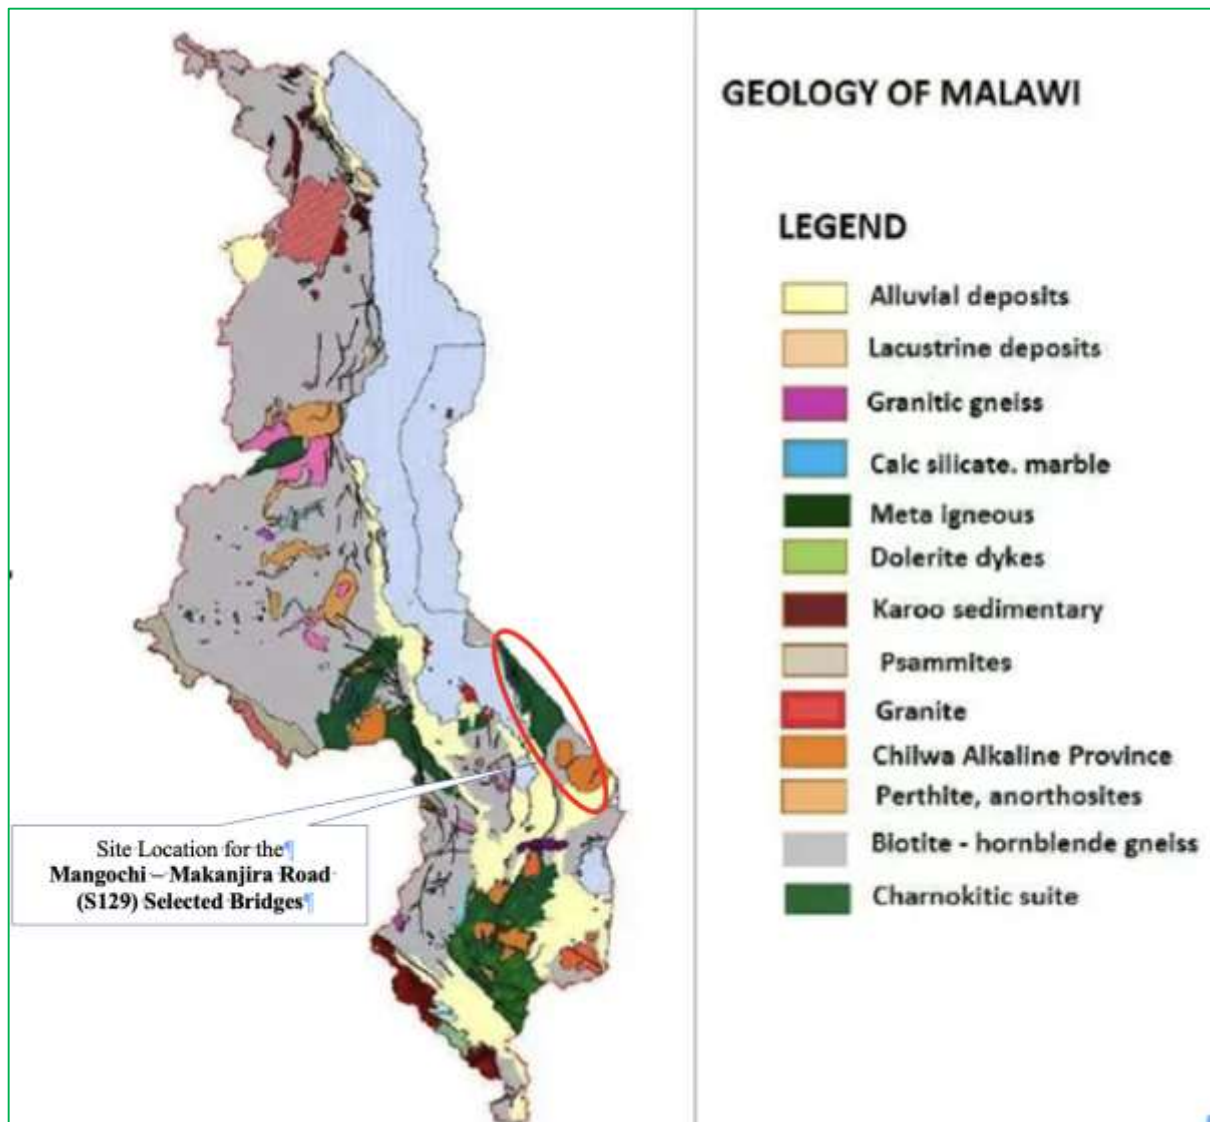 GEOLOGY OF MALAWI
LEGEND
Alluvial deposits
Lacustrine deposits
Granitic gneiss
Calc silicate. marble
Meta igneous
Dolerite dykes
Karoo sedimentary
Psammites
Granite
Chilwa Alkaline Province
Perthite, anorthosites
Biotite - hornblende gneiss
Charnokitic suite
Site Location for the¶
Mangochi – Makanjira Road
(S129) Selected Bridges¶